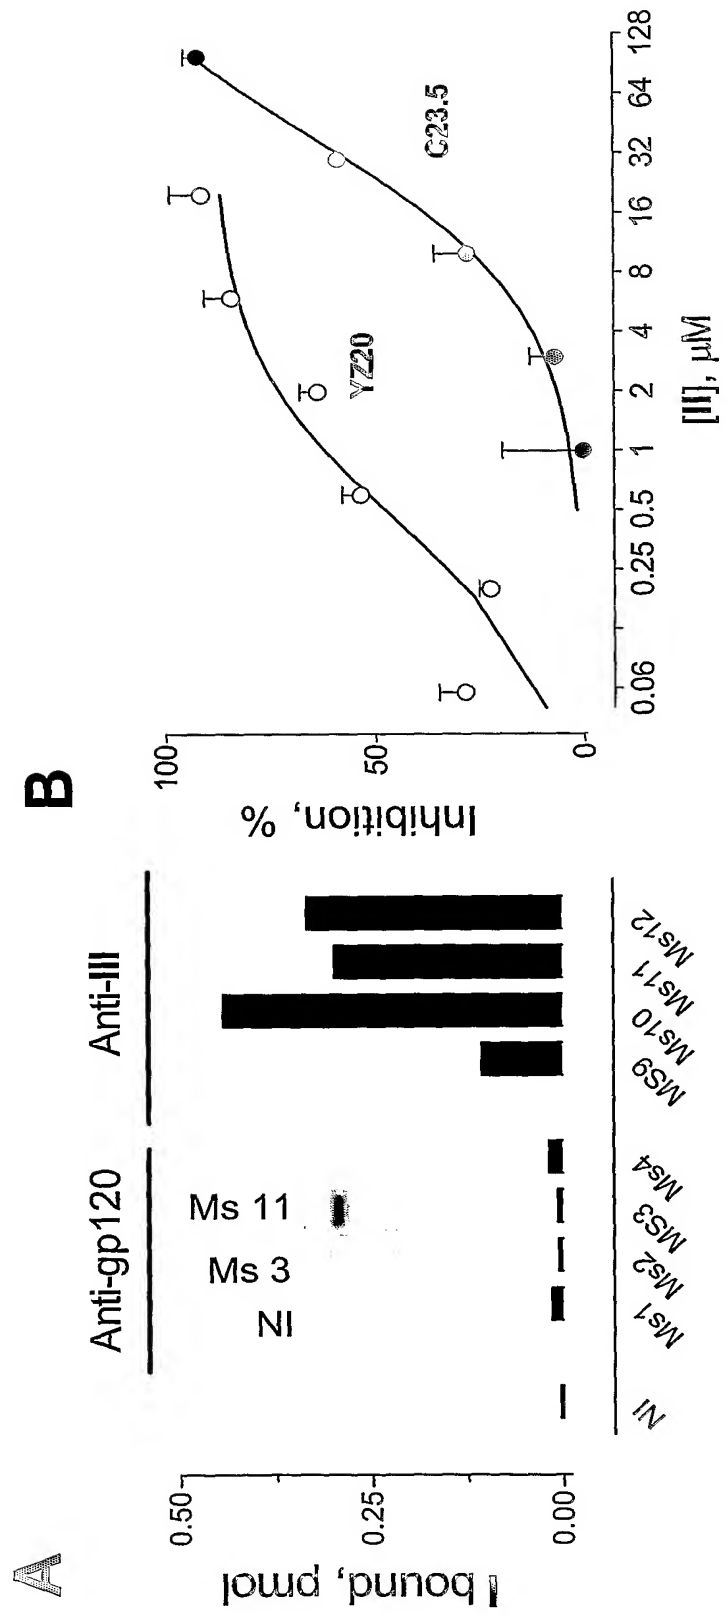 A
Anti-gp120
Anti-III
NI
Ms 3
Ms 11
I bound, pmol
0.50
0.25
0.00
NI
Ms1
Ms2
MS3
Ms4
MS9
Ms10
Ms11
Ms12
B
Inhibition, %
100
50
0
YZ20
C23.5
0.06
0.25
0.5
1
2
4
8
16
32
64
128
[II], µM